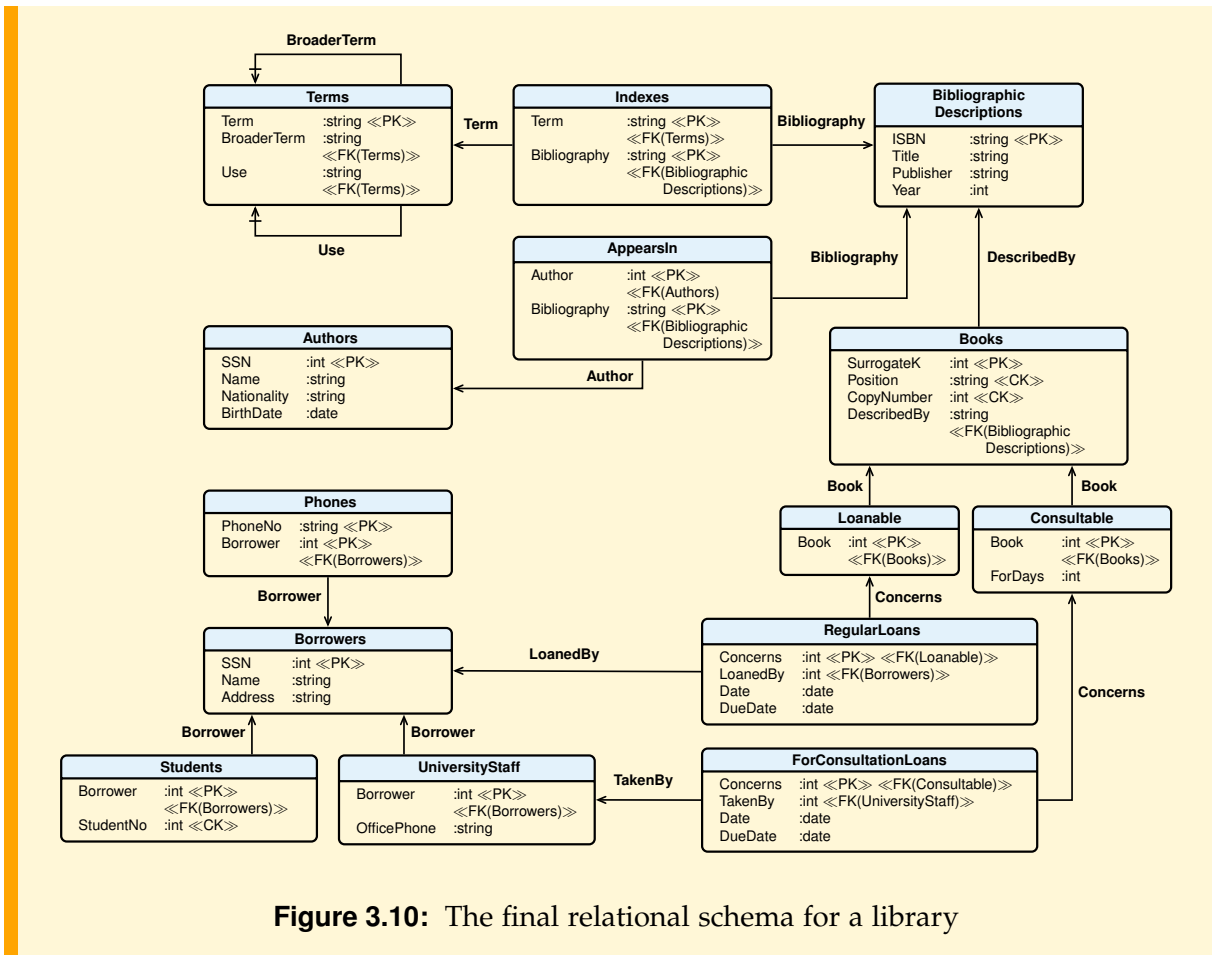 BroaderTerm
Terms
Term :string ≪PK≫
BroaderTerm :string
≪FK(Terms)≫
Use :string
≪FK(Terms)≫
Use
Term
Indexes
Term :string ≪PK≫
≪FK(Terms)≫
Bibliography :string ≪PK≫
≪FK(Bibliographic
Descriptions)≫
Bibliography
Bibliographic
Descriptions
ISBN :string ≪PK≫
Title :string
Publisher :string
Year :int
AppearsIn
Author :int ≪PK≫
≪FK(Authors)
Bibliography :string ≪PK≫
≪FK(Bibliographic
Descriptions)≫
Bibliography
DescribedBy
Authors
SSN :int ≪PK≫
Name :string
Nationality :string
BirthDate :date
Author
Books
SurrogateK :int ≪PK≫
Position :string ≪CK≫
CopyNumber :int ≪CK≫
DescribedBy :string
≪FK(Bibliographic
Descriptions)≫
Book
Book
Phones
PhoneNo :string ≪PK≫
Borrower :int ≪PK≫
≪FK(Borrowers)≫
Loanable
Book :int ≪PK≫
≪FK(Books)≫
Consultable
Book :int ≪PK≫
≪FK(Books)≫
ForDays :int
Borrower
Concerns
Borrowers
SSN :int ≪PK≫
Name :string
Address :string
LoanedBy
RegularLoans
Concerns :int ≪PK≫ ≪FK(Loanable)≫
LoanedBy :int ≪FK(Borrowers)≫
Date :date
DueDate :date
Concerns
Borrower
Borrower
Students
Borrower :int ≪PK≫
≪FK(Borrowers)≫
StudentNo :int ≪CK≫
UniversityStaff
Borrower :int ≪PK≫
≪FK(Borrowers)≫
OfficePhone :string
TakenBy
ForConsultationLoans
Concerns :int ≪PK≫ ≪FK(Consultable)≫
TakenBy :int ≪FK(UniversityStaff)≫
Date :date
DueDate :date
Figure 3.10: The final relational schema for a library